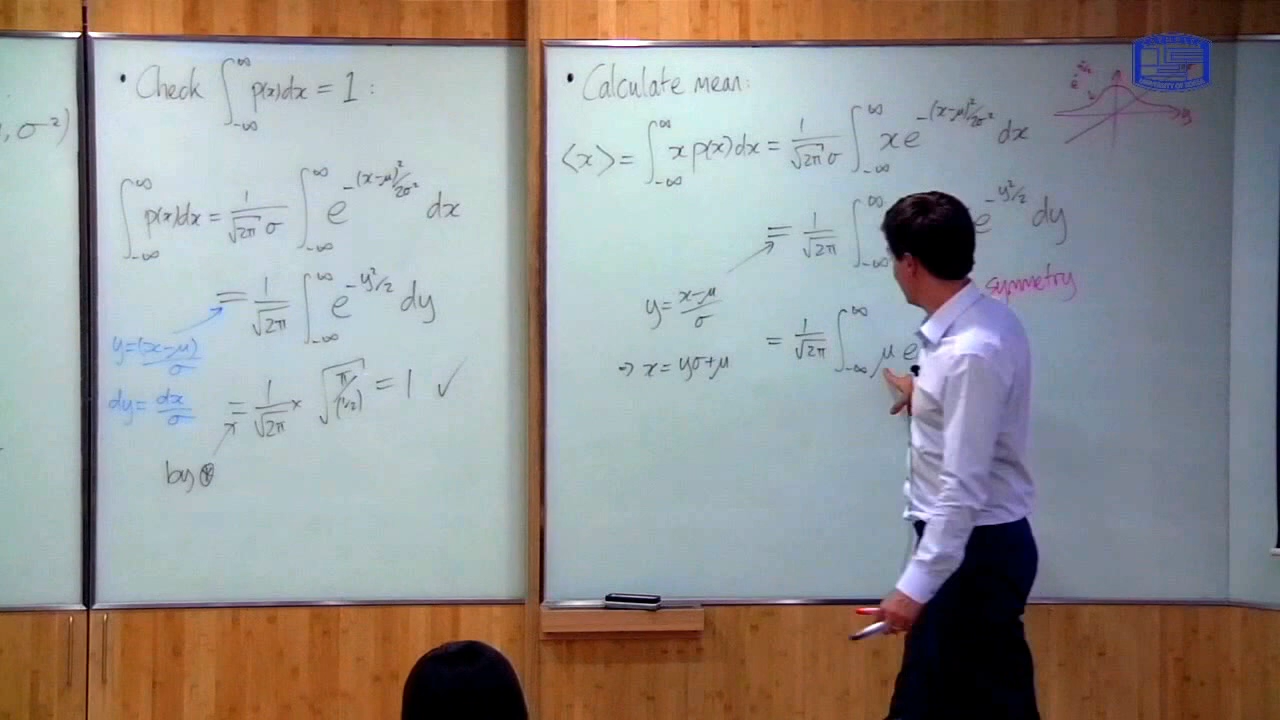 , σ²)
• Check ∫_{-∞}^{∞} p(x)dx = 1 :
∫_{-∞}^{∞} p(x)dx = 1/(√2π σ) ∫_{-∞}^{∞} e^{-(x-μ)²/2σ²} dx
= 1/√2π ∫_{-∞}^{∞} e^{-y²/2} dy
y = (x-μ)/σ
dy = dx/σ
= 1/√2π × √(π/(1/2)) = 1 ✓
by ⊛
• Calculate mean:
⟨x⟩ = ∫_{-∞}^{∞} x p(x)dx = 1/(√2π σ) ∫_{-∞}^{∞} x e^{-(x-μ)²/2σ²} dx
= 1/√2π ∫_{-∞}^{∞} e^{-y²/2} dy
symmetry
y = x-μ/σ
→ x = yσ+μ
= 1/√2π ∫_{-∞}^{∞} μ e
y